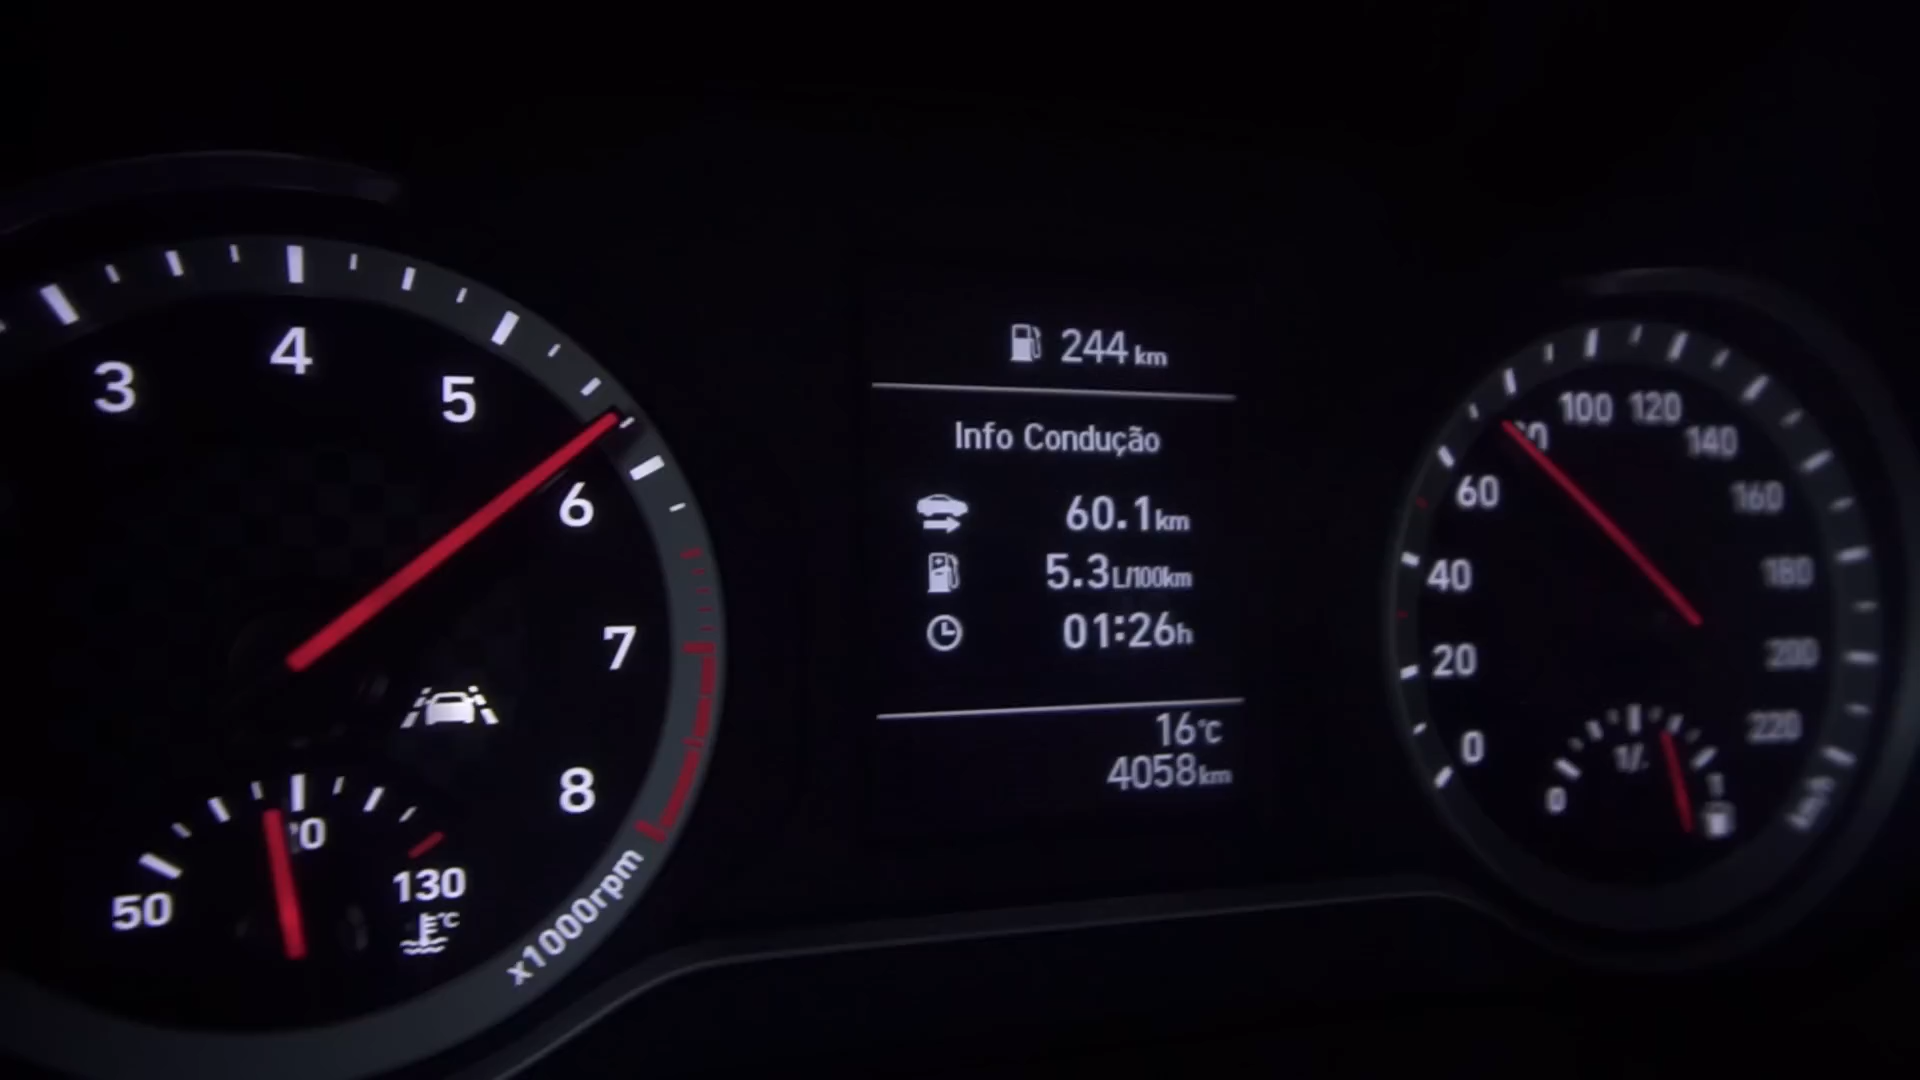 3
4
5
6
7
8
x1000rpm
50
130
°C
244 km
Info Condução
60.1 km
5.3 L/100km
01:26 h
16°C
4058 km
0
20
40
60
100
120
140
160
180
200
220
km/h
0